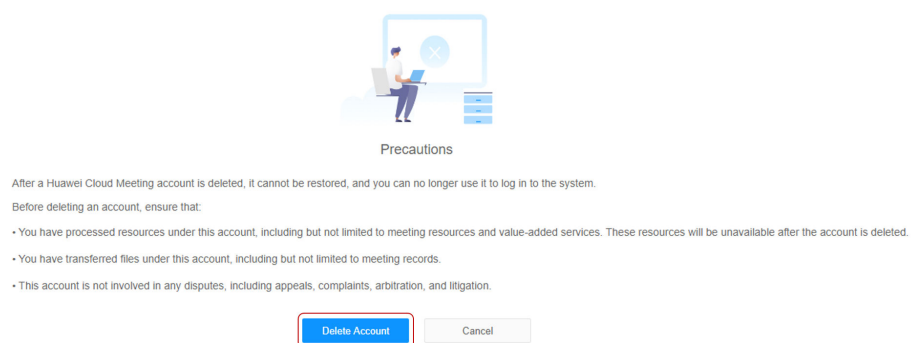 Precautions
After a Huawei Cloud Meeting account is deleted, it cannot be restored, and you can no longer use it to log in to the system.
Before deleting an account, ensure that:
• You have processed resources under this account, including but not limited to meeting resources and value-added services. These resources will be unavailable after the account is deleted.
• You have transferred files under this account, including but not limited to meeting records.
• This account is not involved in any disputes, including appeals, complaints, arbitration, and litigation.
Delete Account Cancel